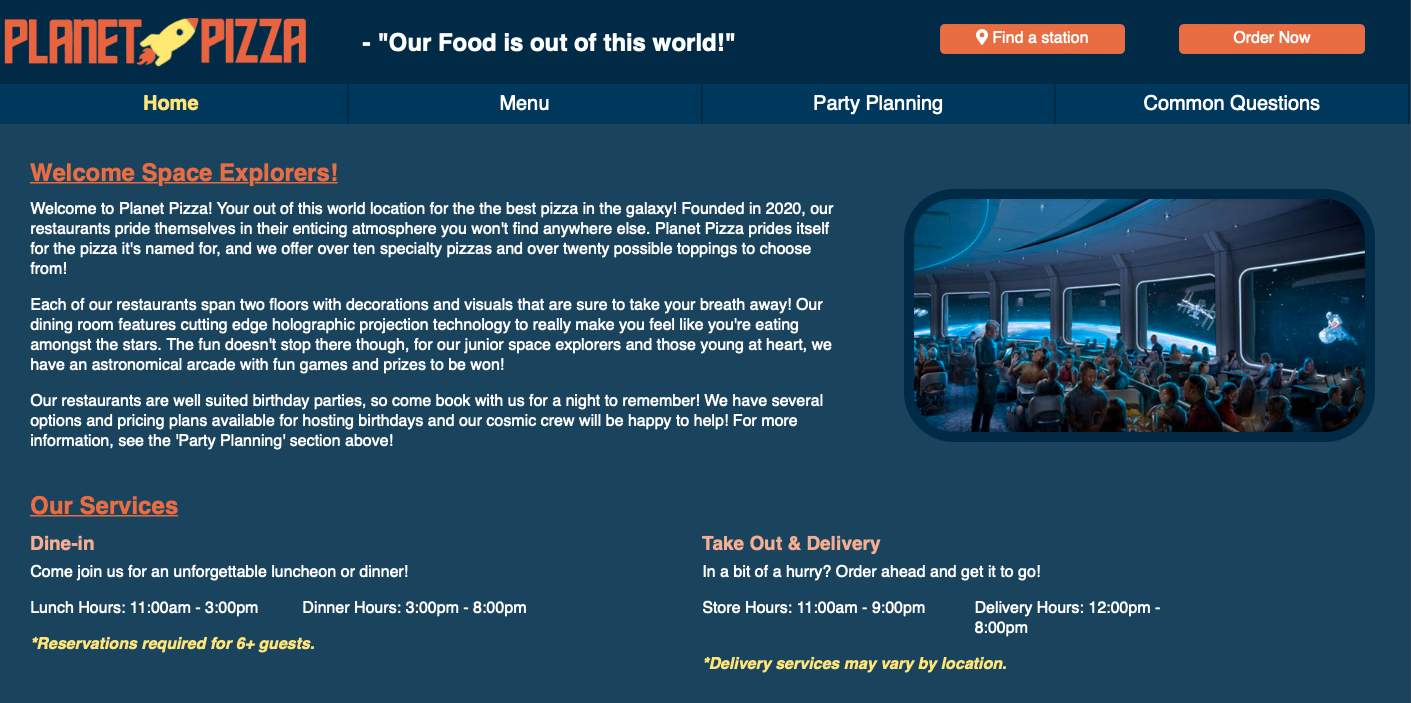 PLANET PIZZA
- "Our Food is out of this world!"
Find a station
Order Now
Home
Menu
Party Planning
Common Questions
Welcome Space Explorers!
Welcome to Planet Pizza! Your out of this world location for the the best pizza in the galaxy! Founded in 2020, our
restaurants pride themselves in their enticing atmosphere you won't find anywhere else. Planet Pizza prides itself
for the pizza it's named for, and we offer over ten specialty pizzas and over twenty possible toppings to choose
from!
Each of our restaurants span two floors with decorations and visuals that are sure to take your breath away! Our
dining room features cutting edge holographic projection technology to really make you feel like you're eating
amongst the stars. The fun doesn't stop there though, for our junior space explorers and those young at heart, we
have an astronomical arcade with fun games and prizes to be won!
Our restaurants are well suited birthday parties, so come book with us for a night to remember! We have several
options and pricing plans available for hosting birthdays and our cosmic crew will be happy to help! For more
information, see the 'Party Planning' section above!
Our Services
Dine-in
Come join us for an unforgettable luncheon or dinner!
Lunch Hours: 11:00am - 3:00pm
Dinner Hours: 3:00pm - 8:00pm
*Reservations required for 6+ guests.
Take Out & Delivery
In a bit of a hurry? Order ahead and get it to go!
Store Hours: 11:00am - 9:00pm
Delivery Hours: 12:00pm -
8:00pm
*Delivery services may vary by location.